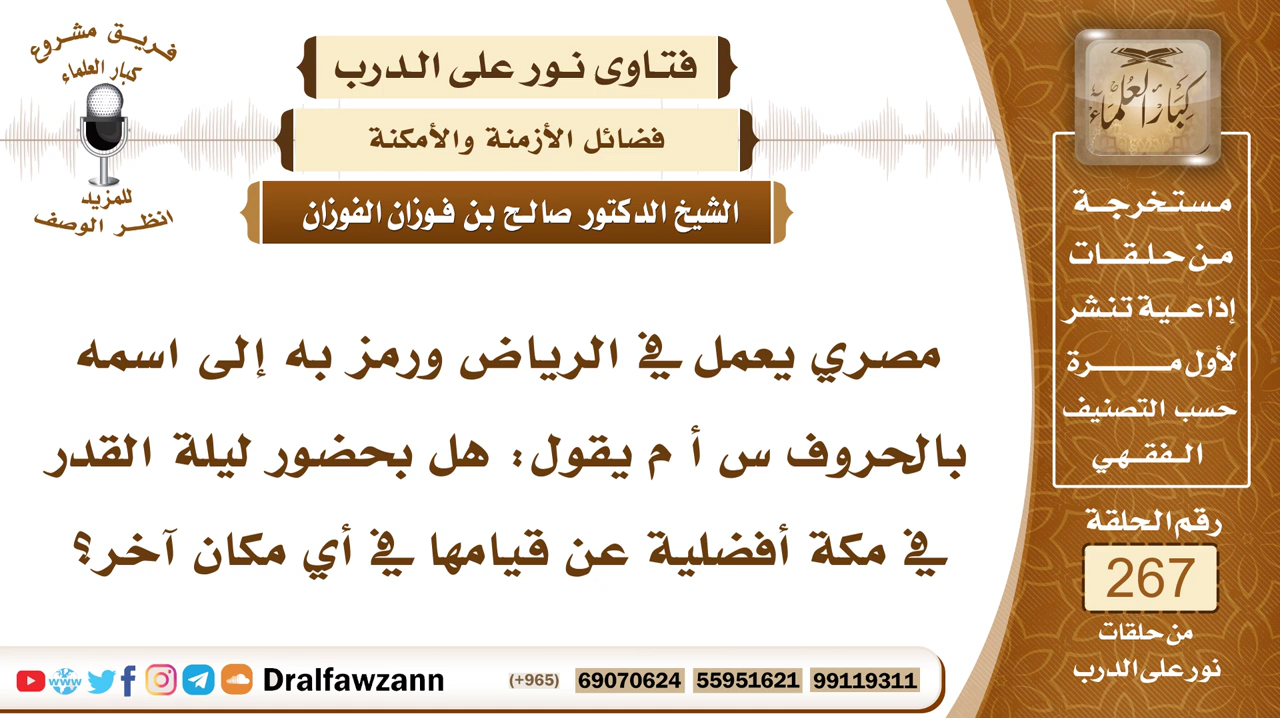 فريق مشروع
كبار العلماء
للمزيد
انظر الوصف
فتاوى نور على الدرب
فضائل الأزمنة والأمكنة
الشيخ الدكتور صالح بن فوزان الفوزان
مصري يعمل في الرياض ورمز به إلى اسمه
بالحروف س أ م يقول: هل بحضور ليلة القدر
في مكة أفضلية عن قيامها في أي مكان آخر؟
كبار العلماء
مستخرجة
من حلقات
إذاعية تنشر
لأول مرة
حسب التصنيف
الفقهي
رقم الحلقة
267
من حلقات
نور على الدرب
www Dralfawzann (+965) 69070624 55951621 99119311